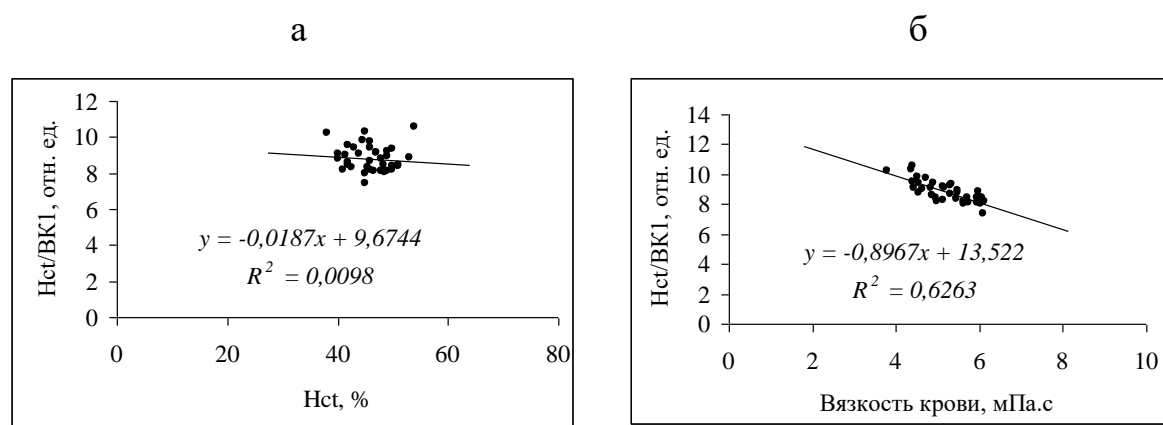 а
Hct/ВК1, отн. ед.
12
10
8
6
4
2
0
y = -0,0187x + 9,6744
R² = 0,0098
0 20 40 60 80
Hct, %
б
Hct/ВК1, отн. ед.
14
12
10
8
6
4
2
0
y = -0,8967x + 13,522
R² = 0,6263
0 2 4 6 8 10
Вязкость крови, мПа.с